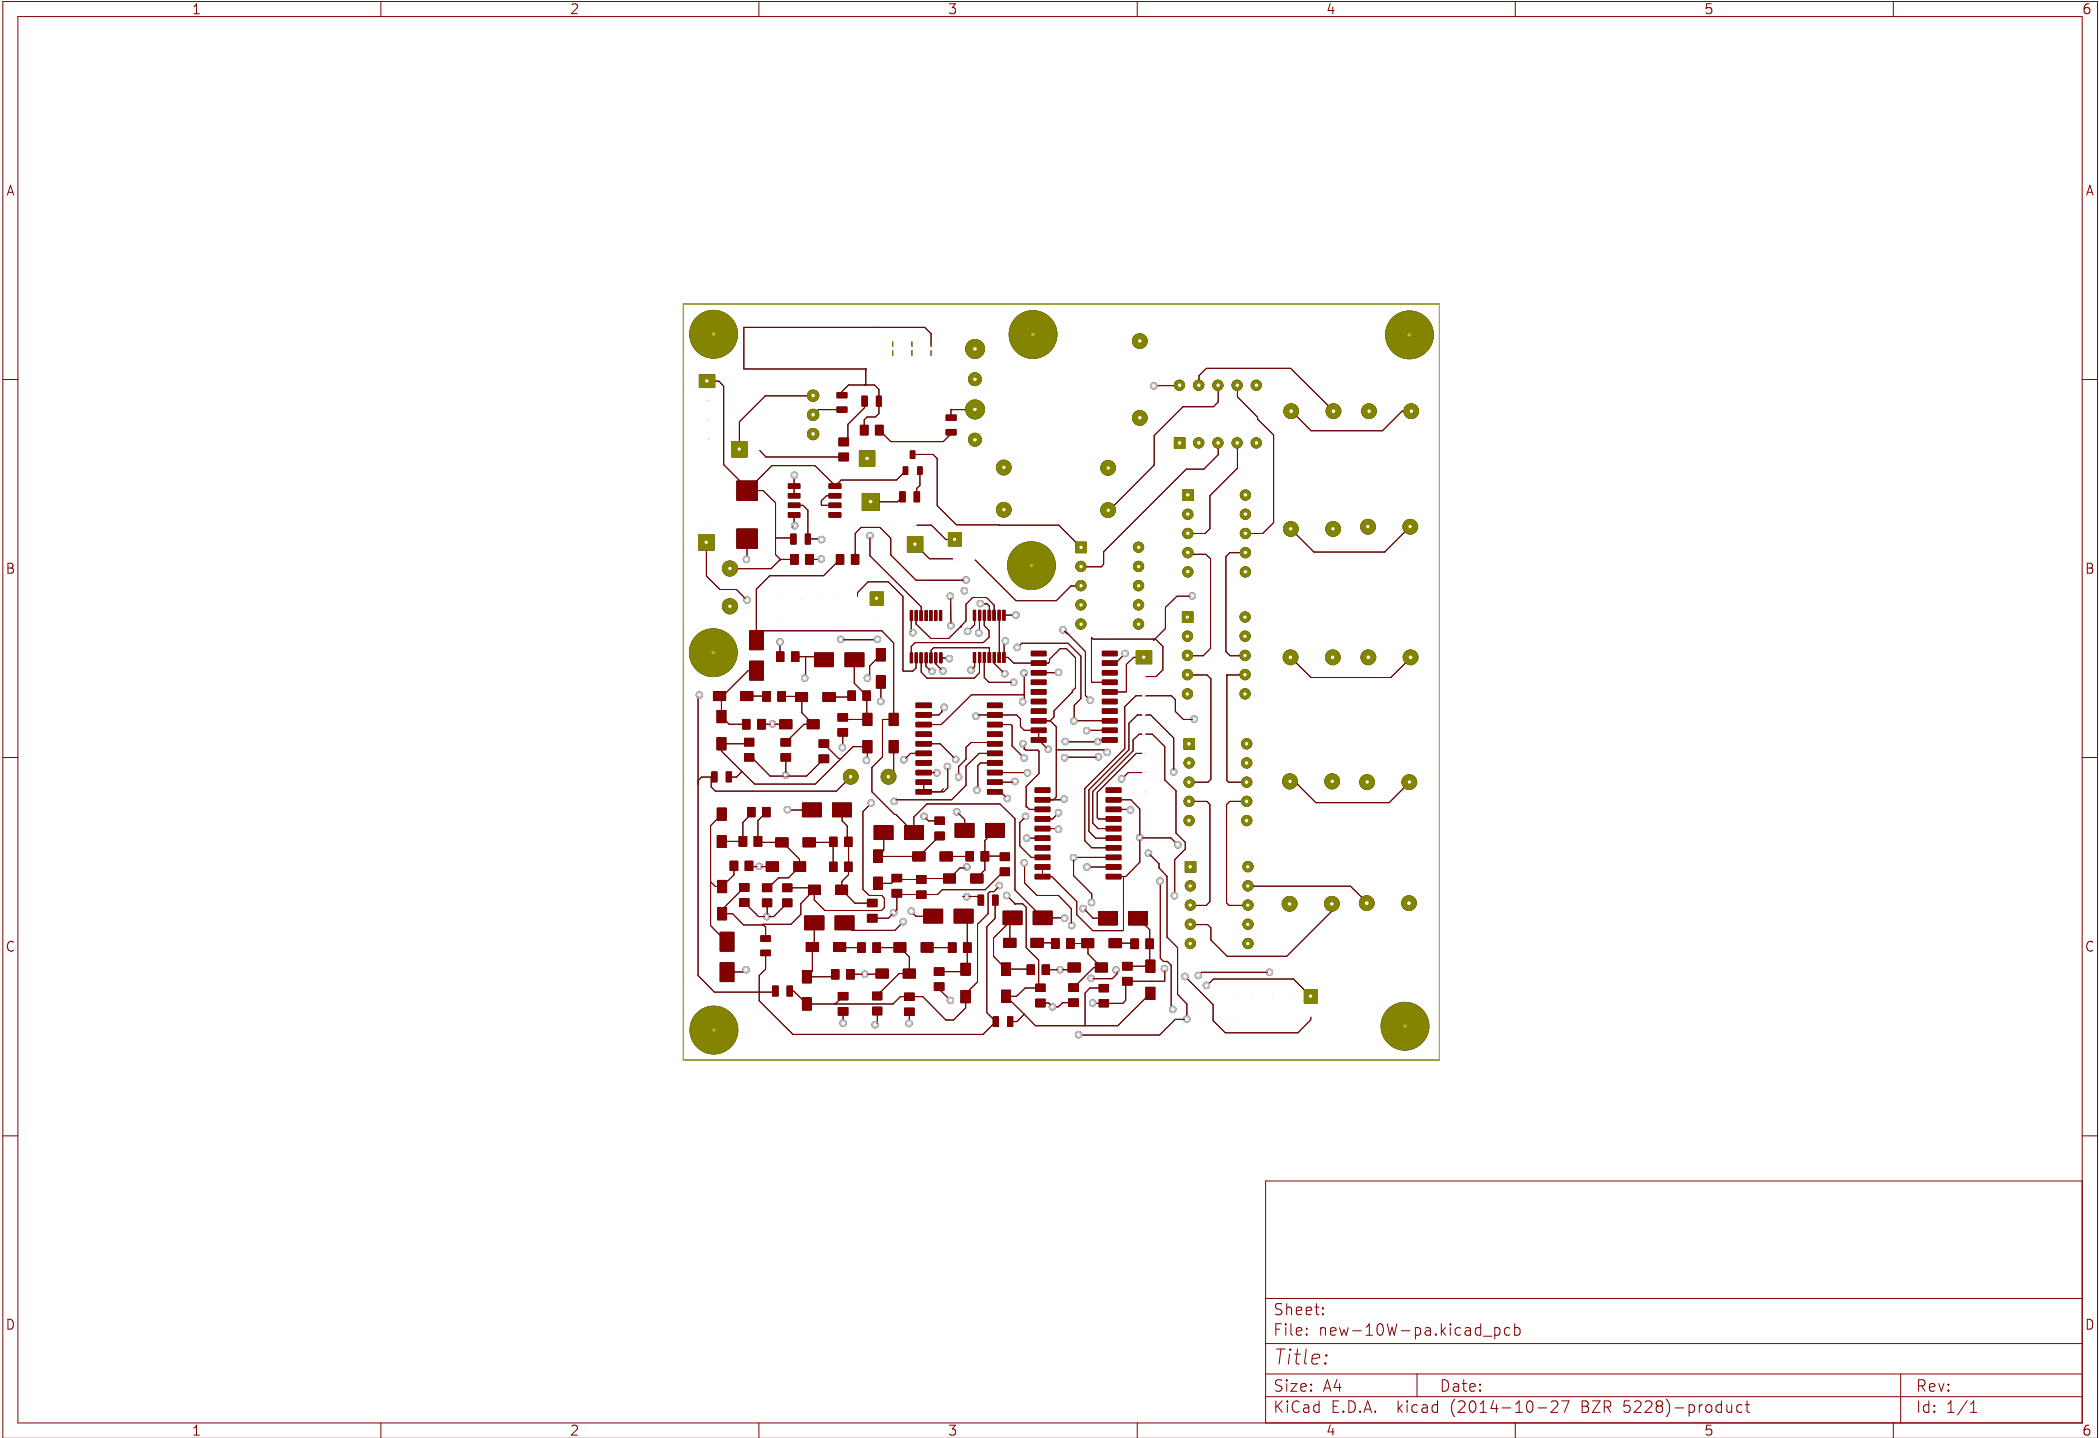 1 2 3 4 5 6
A A
B B
C C
D D
Sheet:
File: new-10W-pa.kicad_pcb
Title:
Size: A4 Date: Rev:
KiCad E.D.A. kicad (2014-10-27 BZR 5228)-product Id: 1/1
1 2 3 4 5 6